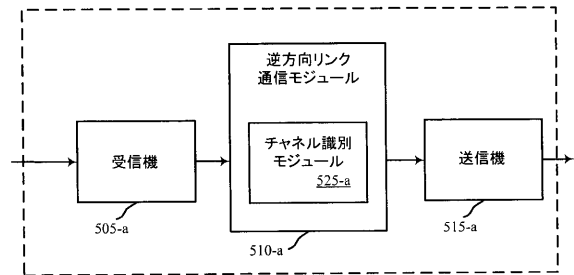 逆方向リンク
通信モジュール
受信機
チャネル識別
モジュール
525-a
送信機
505-a
510-a
515-a